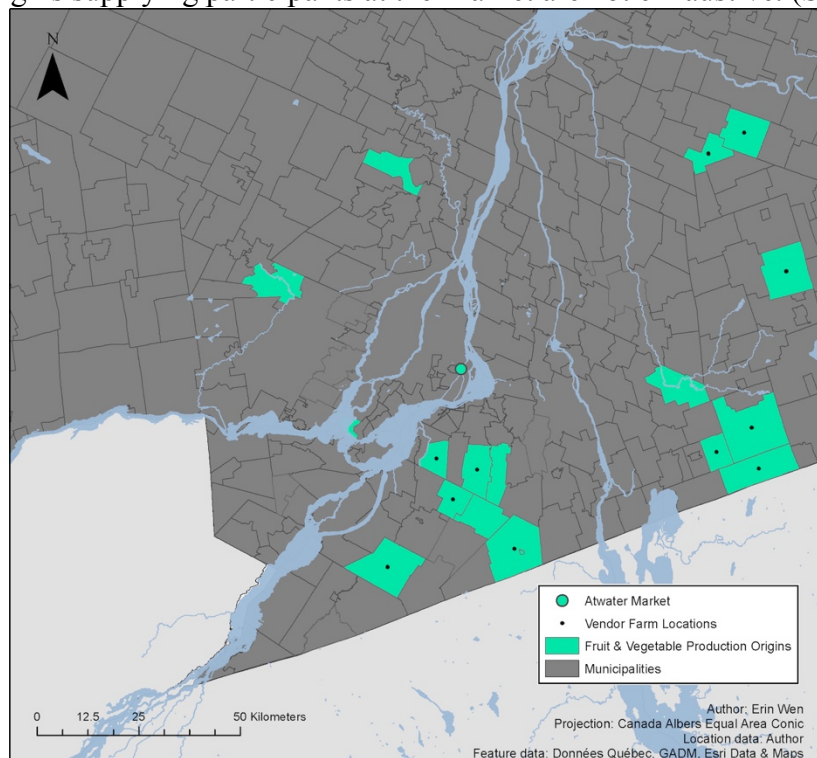 N
Atwater Market
Vendor Farm Locations
Fruit & Vegetable Production Origins
Municipalities
0 12.5 25 50 Kilometers
Author: Erin Wen
Projection: Canada Albers Equal Area Conic
Location data: Author
Feature data: Données Québec, GADM, Esri Data & Maps